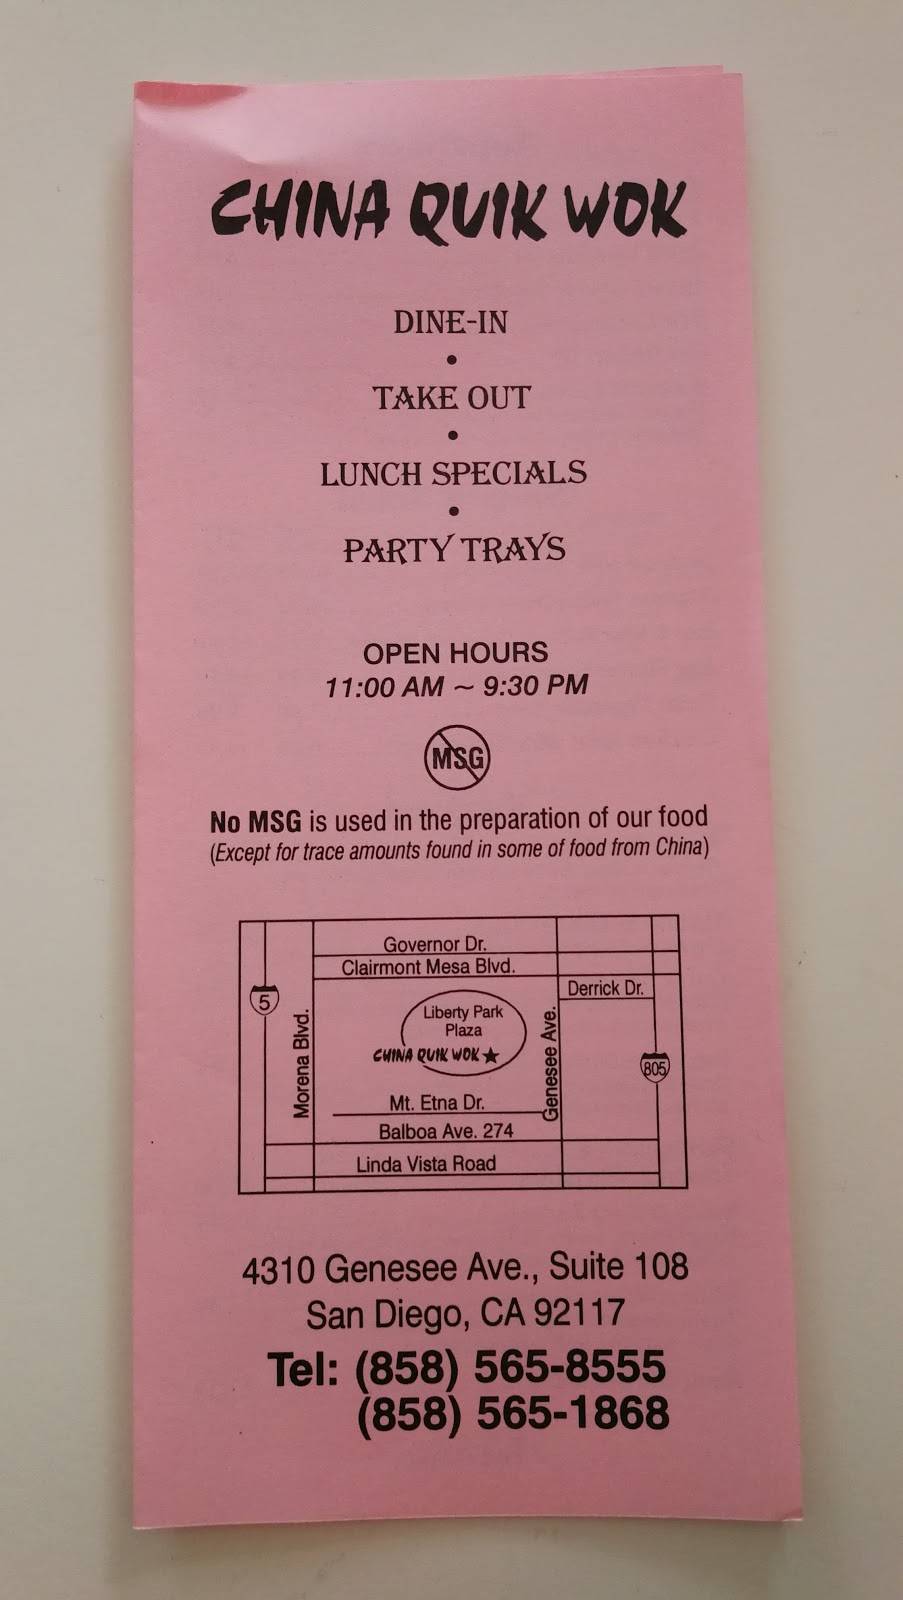 CHINA QUIK WOK
DINE-IN
•
TAKE OUT
•
LUNCH SPECIALS
•
PARTY TRAYS
OPEN HOURS
11:00 AM ~ 9:30 PM
MSG
No MSG is used in the preparation of our food
(Except for trace amounts found in some of food from China)
Governor Dr.
Clairmont Mesa Blvd.
Derrick Dr.
5
Morena Blvd.
Liberty Park
Plaza
CHINA QUIK WOK ★
Genesee Ave.
805
Mt. Etna Dr.
Balboa Ave. 274
Linda Vista Road
4310 Genesee Ave., Suite 108
San Diego, CA 92117
Tel: (858) 565-8555
(858) 565-1868